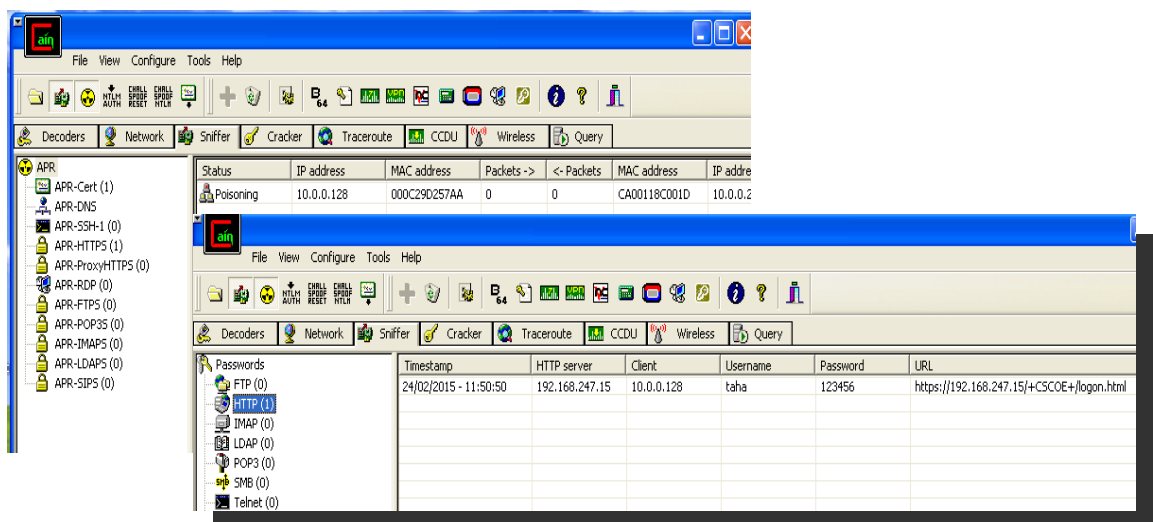 ain
File View Configure Tools Help
NTLM AUTH CHALL SPOOF RESET CHALL SPOOF NTLM B64
Decoders Network Sniffer Cracker Traceroute CCDU Wireless Query
APR
APR-Cert (1)
APR-DNS
APR-SSH-1 (0)
APR-HTTPS (1)
APR-ProxyHTTPS (0)
APR-RDP (0)
APR-FTPS (0)
APR-POP3S (0)
APR-IMAPS (0)
APR-LDAPS (0)
APR-SIPS (0)
Status IP address MAC address Packets -> <- Packets MAC address IP addre
Poisoning 10.0.0.128 000C29D257AA 0 0 CA00118C001D 10.0.0.2
ain
File View Configure Tools Help
NTLM AUTH CHALL SPOOF RESET CHALL SPOOF NTLM B64
Decoders Network Sniffer Cracker Traceroute CCDU Wireless Query
Passwords
FTP (0)
HTTP (1)
IMAP (0)
LDAP (0)
POP3 (0)
SMB (0)
Telnet (0)
Timestamp HTTP server Client Username Password URL
24/02/2015 - 11:50:50 192.168.247.15 10.0.0.128 taha 123456 https://192.168.247.15/+CSCOE+/logon.html